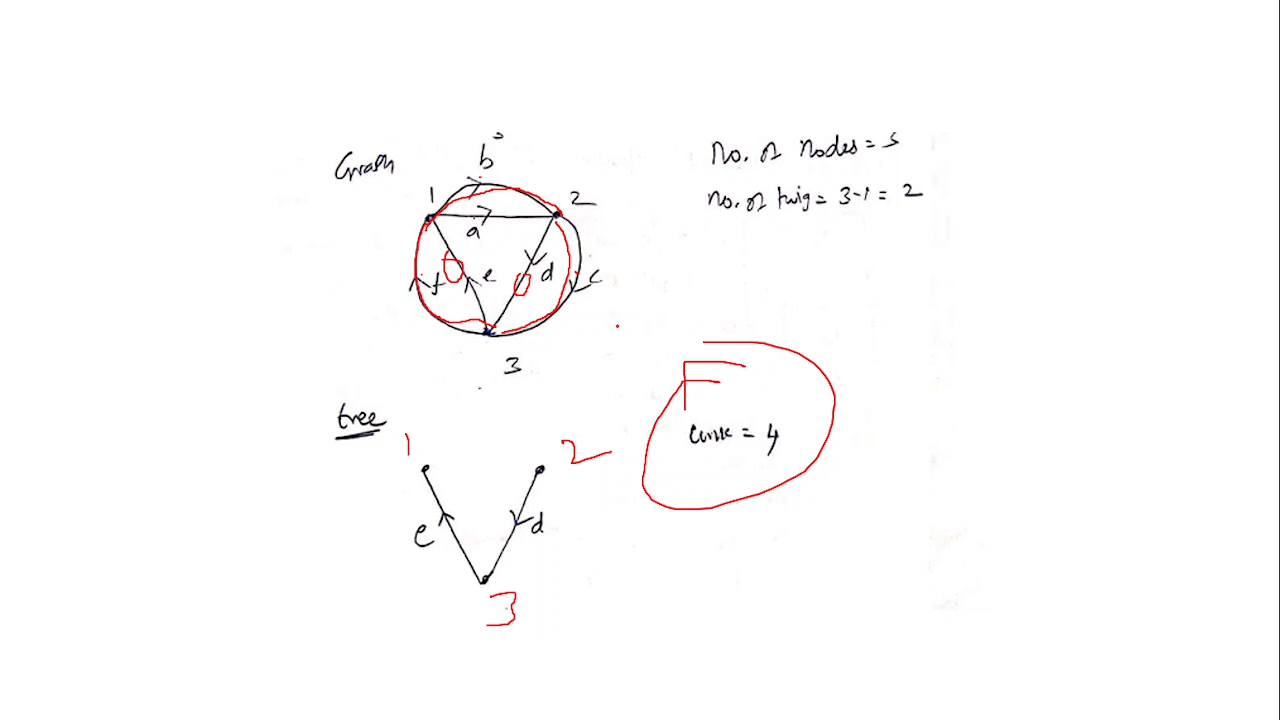 Graph
b
1
2
a
f
e
d
c
3
No. of nodes = 3
no. of twig = 3-1 = 2
tree
1
2
F
= 4
e
d
3